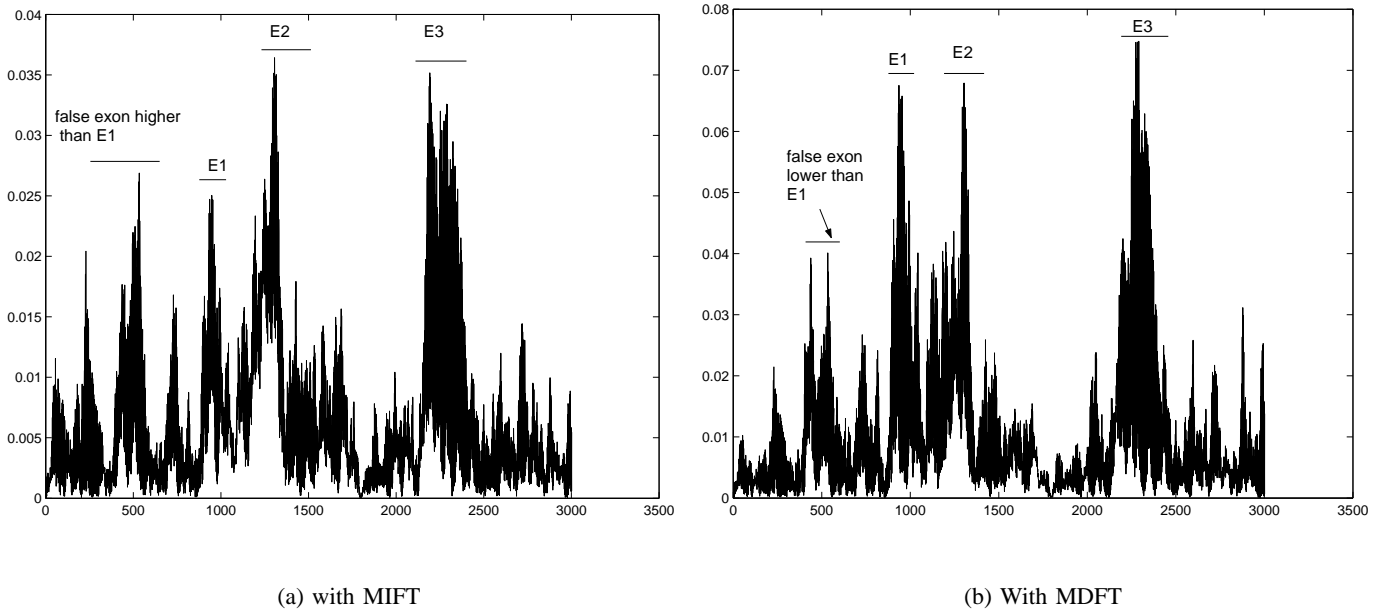 0.04
0.035
0.03
0.025
0.02
0.015
0.01
0.005
0
0
500
1000
1500
2000
2500
3000
3500
false exon higher
than E1
E1
E2
E3
(a) with MIFT
0.08
0.07
0.06
0.05
0.04
0.03
0.02
0.01
0
0
500
1000
1500
2000
2500
3000
3500
false exon
lower than
E1
E1
E2
E3
(b) With MDFT